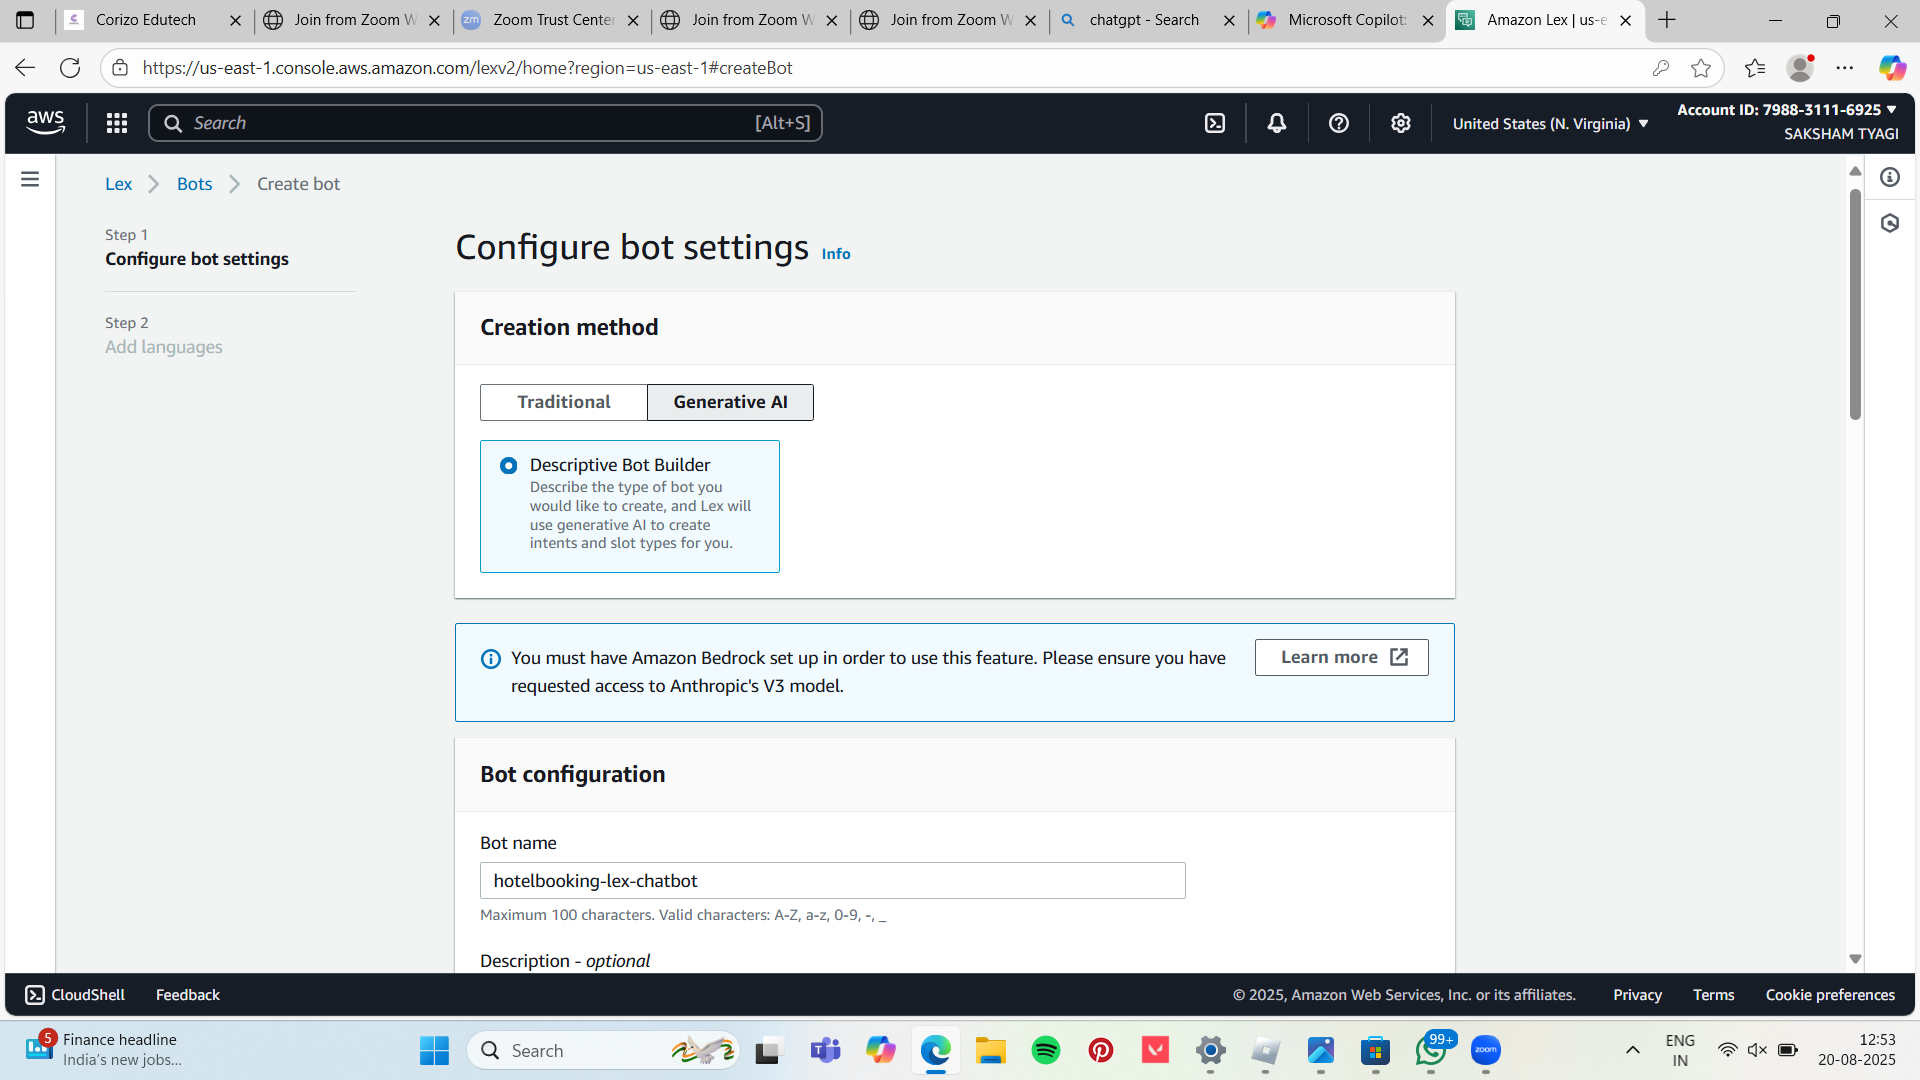 Corizo Edutech
Join from Zoom W
Zoom Trust Center
Join from Zoom W
Join from Zoom W
chatgpt - Search
Microsoft Copilot:
Amazon Lex | us-e
https://us-east-1.console.aws.amazon.com/lexv2/home?region=us-east-1#createBot
aws
Search
[Alt+S]
United States (N. Virginia)
Account ID: 7988-3111-6925
SAKSHAM TYAGI
Lex
Bots
Create bot
Step 1
Configure bot settings
Step 2
Add languages
Configure bot settings Info
Creation method
Traditional
Generative AI
Descriptive Bot Builder
Describe the type of bot you
would like to create, and Lex will
use generative AI to create
intents and slot types for you.
You must have Amazon Bedrock set up in order to use this feature. Please ensure you have
requested access to Anthropic's V3 model.
Learn more
Bot configuration
Bot name
hotelbooking-lex-chatbot
Maximum 100 characters. Valid characters: A-Z, a-z, 0-9, -, _
Description - optional
CloudShell
Feedback
© 2025, Amazon Web Services, Inc. or its affiliates.
Privacy
Terms
Cookie preferences
5
Finance headline
India's new jobs...
Search
99+
zoom
ENG
IN
12:53
20-08-2025
zm